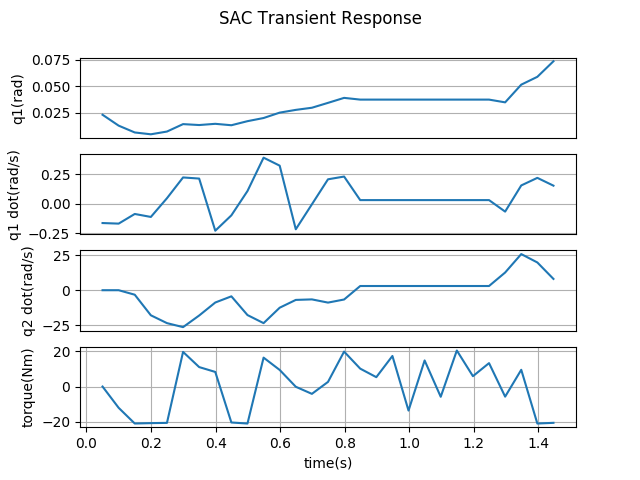 SAC Transient Response
0.075
0.050
0.025
q1(rad)
0.25
0.00
−0.25
q1 dot(rad/s)
25
0
−25
q2 dot(rad/s)
20
0
−20
torque(Nm)
0.0 0.2 0.4 0.6 0.8 1.0 1.2 1.4
time(s)